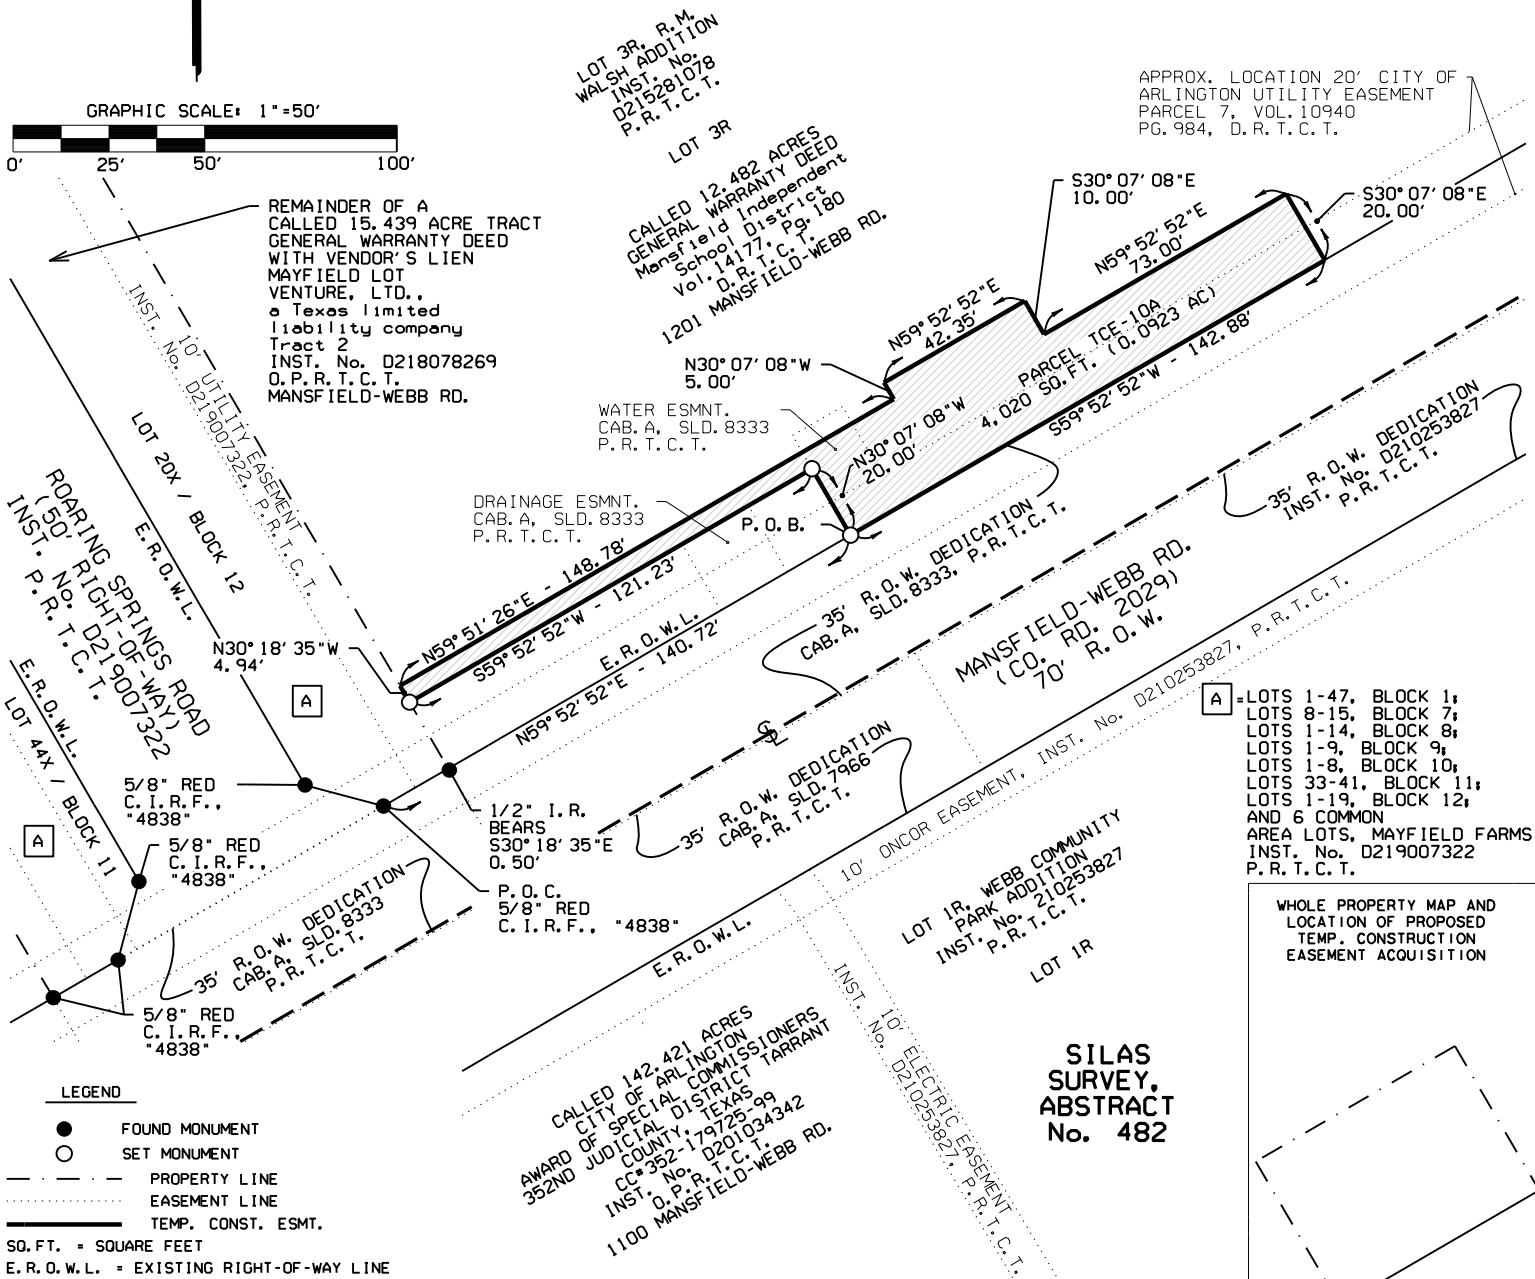 GRAPHIC SCALE: 1"=50'
0' 25' 50' 100'
REMAINDER OF A
CALLED 15.439 ACRE TRACT
GENERAL WARRANTY DEED
WITH VENDOR'S LIEN
MAYFIELD LOT
VENTURE, LTD.,
a Texas limited
liability company
Tract 2
INST. No. D218078269
O.P.R.T.C.T.
MANSFIELD-WEBB RD.
LOT 3R, R.M.
WALSH ADDITION
INST. No.
D215281078
P.R.T.C.T.
LOT 3R
CALLED 12.482 ACRES
GENERAL WARRANTY DEED
Mansfield Independent
School District
Vol. 14177, Pg. 180
D.R.T.C.T.
1201 MANSFIELD-WEBB RD.
APPROX. LOCATION 20' CITY OF
ARLINGTON UTILITY EASEMENT
PARCEL 7, VOL.10940
PG.984, D.R.T.C.T.
S30°07'08"E
10.00'
S30°07'08"E
20.00'
N59°52'52"E
73.00'
N59°52'52"E
42.35'
N30°07'08"W
5.00'
PARCEL TCE-10A
4,020 SQ.FT. (0.0923 AC)
S59°52'52"W - 142.88'
N30°07'08"W
20.00'
WATER ESMNT.
CAB.A, SLD.8333
P.R.T.C.T.
DRAINAGE ESMNT.
CAB.A, SLD.8333
P.R.T.C.T.
P.O.B.
N59°51'26"E - 148.78'
S59°52'52"W - 121.23'
E.R.O.W.L.
N59°52'52"E - 140.72'
N30°18'35"W
4.94'
10' UTILITY EASEMENT
INST. No. D219007322, P.R.T.C.T.
LOT 20X / BLOCK 12
E.R.O.W.L.
ROARING SPRINGS ROAD
(50' RIGHT-OF-WAY)
INST. No. D219007322
P.R.T.C.T.
E.R.O.W.L.
LOT 44X / BLOCK 11
A
A
5/8" RED
C.I.R.F.,
"4838"
5/8" RED
C.I.R.F.,
"4838"
5/8" RED
C.I.R.F.,
"4838"
1/2" I.R.
BEARS
S30°18'35"E
0.50'
P.O.C.
5/8" RED
C.I.R.F., "4838"
35' R.O.W. DEDICATION
CAB.A, SLD.8333
P.R.T.C.T.
35' R.O.W. DEDICATION
CAB.A, SLD.7966
P.R.T.C.T.
35' R.O.W. DEDICATION
CAB.A, SLD.8333, P.R.T.C.T.
35' R.O.W. DEDICATION
INST. No. D210253827
P.R.T.C.T.
MANSFIELD-WEBB RD.
(CO. RD. 2029)
70' R.O.W.
CL
10' ONCOR EASEMENT, INST. No. D210253827, P.R.T.C.T.
E.R.O.W.L.
A =LOTS 1-47, BLOCK 1;
LOTS 8-15, BLOCK 7;
LOTS 1-14, BLOCK 8;
LOTS 1-9, BLOCK 9;
LOTS 1-8, BLOCK 10;
LOTS 33-41, BLOCK 11;
LOTS 1-19, BLOCK 12;
AND 6 COMMON
AREA LOTS, MAYFIELD FARMS
INST. No. D219007322
P.R.T.C.T.
LOT 1R, WEBB COMMUNITY
PARK ADDITION
INST. No. 210253827
P.R.T.C.T.
LOT 1R
CALLED 142.421 ACRES
CITY OF ARLINGTON
AWARD OF SPECIAL COMMISSIONERS
352ND JUDICIAL DISTRICT TARRANT
COUNTY, TEXAS
CC#352-179725-99
INST. No. D201034342
O.P.R.T.C.T.
1100 MANSFIELD-WEBB RD.
10' ELECTRIC EASEMENT
INST. No. D210253827, P.R.T.C.T.
SILAS
SURVEY,
ABSTRACT
No. 482
WHOLE PROPERTY MAP AND
LOCATION OF PROPOSED
TEMP. CONSTRUCTION
EASEMENT ACQUISITION
LEGEND
FOUND MONUMENT
SET MONUMENT
PROPERTY LINE
EASEMENT LINE
TEMP. CONST. ESMT.
SQ.FT. = SQUARE FEET
E.R.O.W.L. = EXISTING RIGHT-OF-WAY LINE